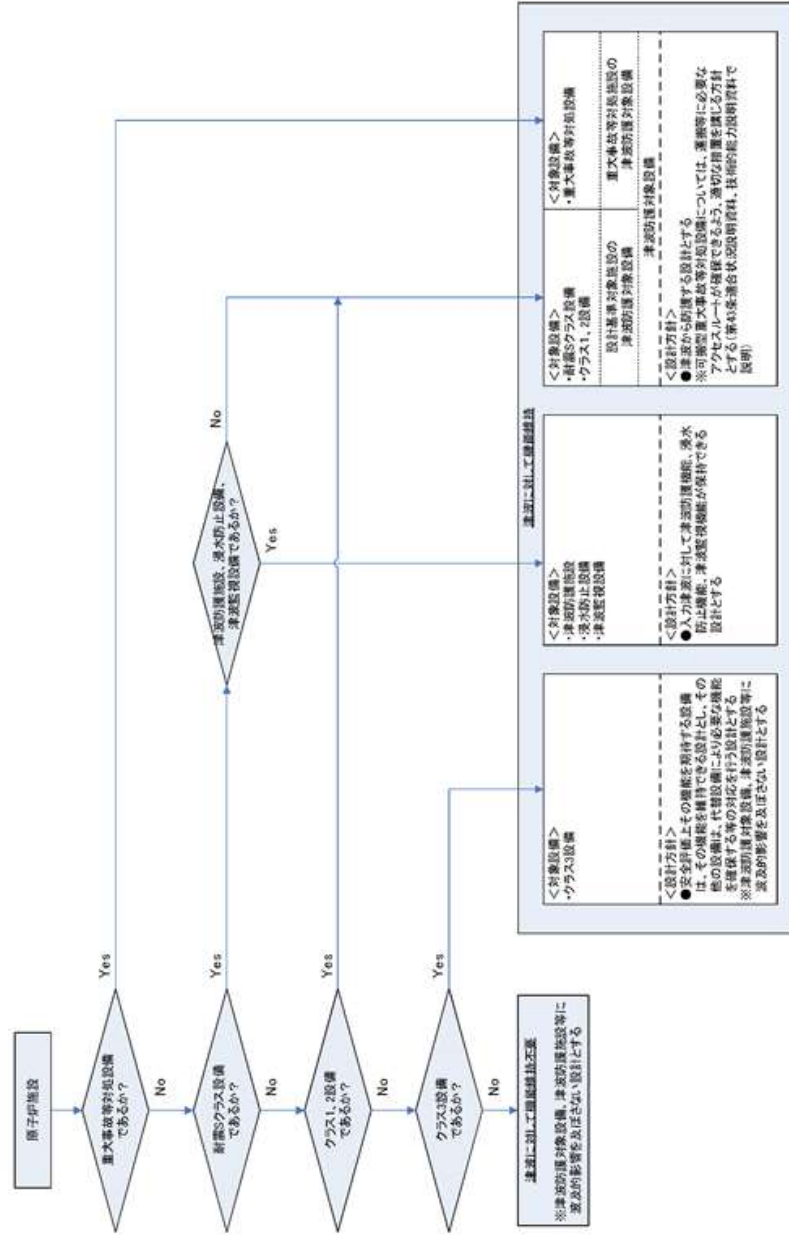 原子炉施設
重大事故等対処設備
であるか？
Yes
No
耐震Sクラス設備
であるか？
Yes
No
津波防護施設、浸水防止設備、
津波監視設備であるか？
No
Yes
クラス1、2設備
であるか？
Yes
No
クラス3設備
であるか？
Yes
No
津波に対して機能維持不要
※津波防護対象設備、津波防護施設等に
波及的影響を及ぼさない設計とする
津波に対して機能維持
＜対象設備＞
・クラス3設備
＜設計方針＞
●安全評価上その機能を期待する設備
は、その機能を維持できる設計とし、その
他の設備は、代替設備により必要な機能
を確保する等の対応を行う設計とする
※津波防護対象設備、津波防護施設等に
波及的影響を及ぼさない設計とする
＜対象設備＞
・津波防護施設
・浸水防止設備
・津波監視設備
＜設計方針＞
●入力津波に対して津波防護機能、浸水
防止機能、津波監視機能が保持できる
設計とする
＜対象設備＞
・耐震Sクラス設備
・クラス1、2設備
設計基準対象施設の
津波防護対象設備
＜対象設備＞
・重大事故等対処設備
重大事故等対処施設の
津波防護対象設備
津波防護対象設備
＜設計方針＞
●津波から防護する設計とする
※可搬型重大事故等対処設備については、運搬等に必要な
アクセスルートが確保できるよう、適切な措置を講じる方針
とする（第43条適合状況説明資料、技術的能力説明資料で
説明）